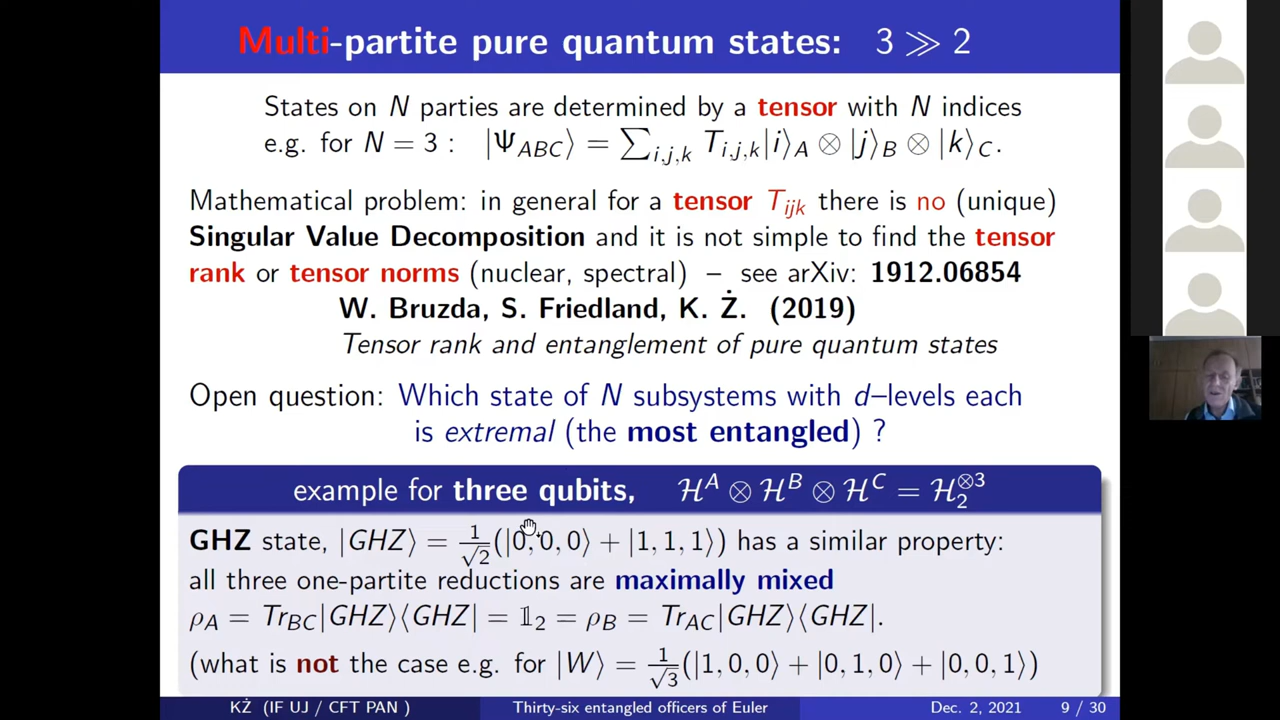 Multi-partite pure quantum states: 3 ≫ 2
States on N parties are determined by a tensor with N indices
e.g. for N = 3 : |Ψ_ABC⟩ = ∑_{i,j,k} T_{i,j,k}|i⟩_A ⊗ |j⟩_B ⊗ |k⟩_C.
Mathematical problem: in general for a tensor T_ijk there is no (unique)
Singular Value Decomposition and it is not simple to find the tensor
rank or tensor norms (nuclear, spectral) – see arXiv: 1912.06854
W. Bruzda, S. Friedland, K. Ż. (2019)
Tensor rank and entanglement of pure quantum states
Open question: Which state of N subsystems with d–levels each
is extremal (the most entangled) ?
example for three qubits, ℋ^A ⊗ ℋ^B ⊗ ℋ^C = ℋ_2^{⊗3}
GHZ state, |GHZ⟩ = 1/√2(|0,0,0⟩ + |1,1,1⟩) has a similar property:
all three one-partite reductions are maximally mixed
ρ_A = Tr_BC|GHZ⟩⟨GHZ| = 𝟙_2 = ρ_B = Tr_AC|GHZ⟩⟨GHZ|.
(what is not the case e.g. for |W⟩ = 1/√3(|1,0,0⟩ + |0,1,0⟩ + |0,0,1⟩)
KŻ (IF UJ / CFT PAN ) Thirty-six entangled officers of Euler Dec. 2, 2021 9 / 30